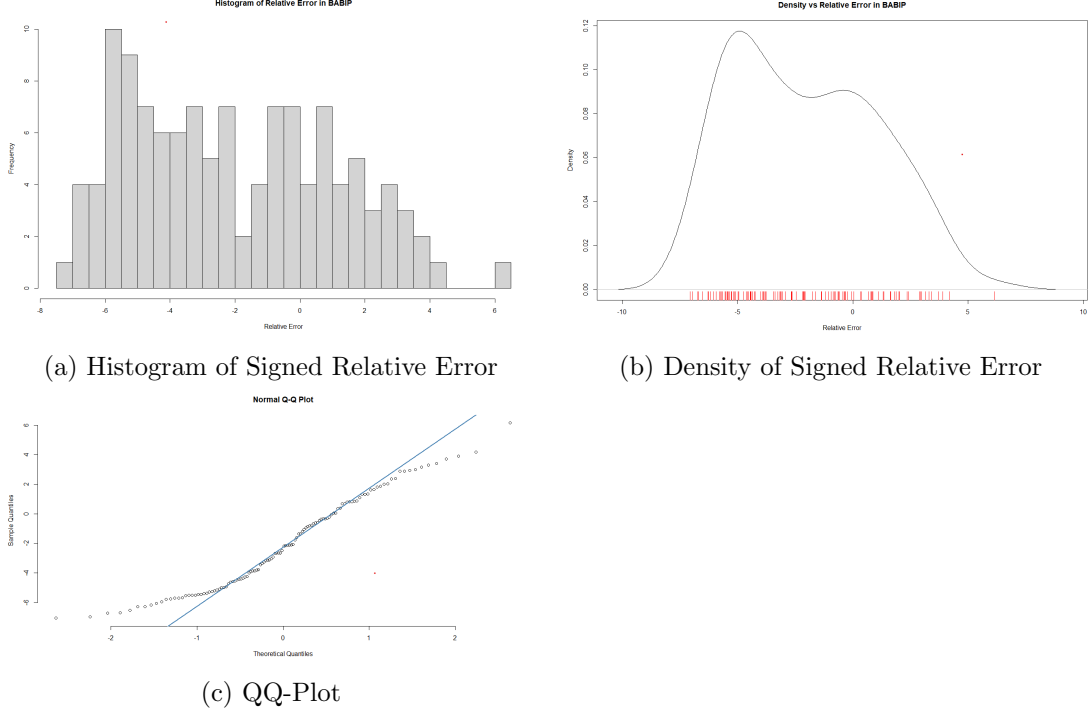 Histogram of Relative Error in BABIP
Frequency
10
8
6
4
2
0
-8 -6 -4 -2 0 2 4 6
Relative Error
(a) Histogram of Signed Relative Error
Density vs Relative Error in BABIP
Density
0.12
0.10
0.08
0.06
0.04
0.02
0.00
-10 -5 0 5 10
Relative Error
(b) Density of Signed Relative Error
Normal Q-Q Plot
Sample Quantiles
6
4
2
0
-2
-4
-6
-2 -1 0 1 2
Theoretical Quantiles
(c) QQ-Plot